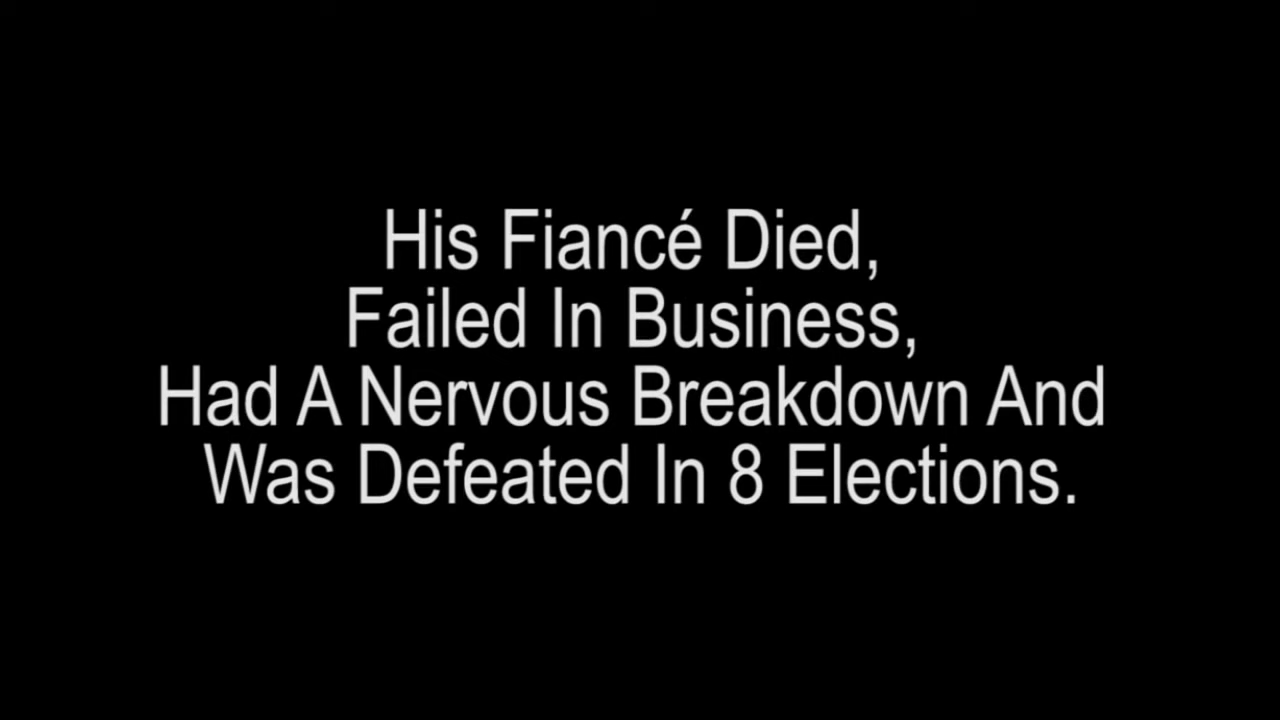 His Fiancé Died,
Failed In Business,
Had A Nervous Breakdown And
Was Defeated In 8 Elections.